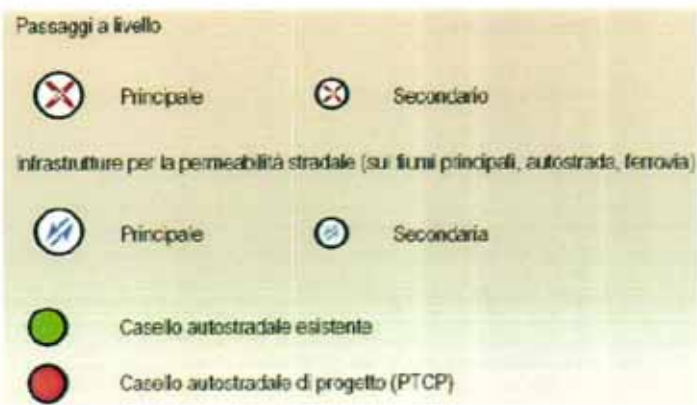 Passaggi a livello
Principale Secondario
infrastrutture per la permeabilità stradale (sui fiumi principali, autostrada, ferrovia)
Principale Secondaria
Casello autostradale esistente
Casello autostradale di progetto (PTCP)